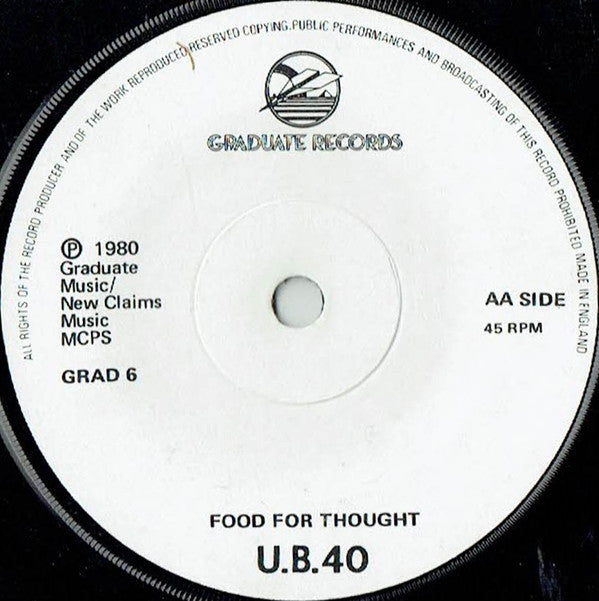 ALL RIGHTS OF THE RECORD PRODUCER AND OF THE WORK REPRODUCED RESERVED COPYING.PUBLIC PERFORMANCES AND BROADCASTING OF THIS RECORD PROHIBITED MADE IN ENGLAND
GRADUATE RECORDS
Ⓟ 1980
Graduate
Music/
New Claims
Music
MCPS
GRAD 6
AA SIDE
45 RPM
FOOD FOR THOUGHT
U.B.40